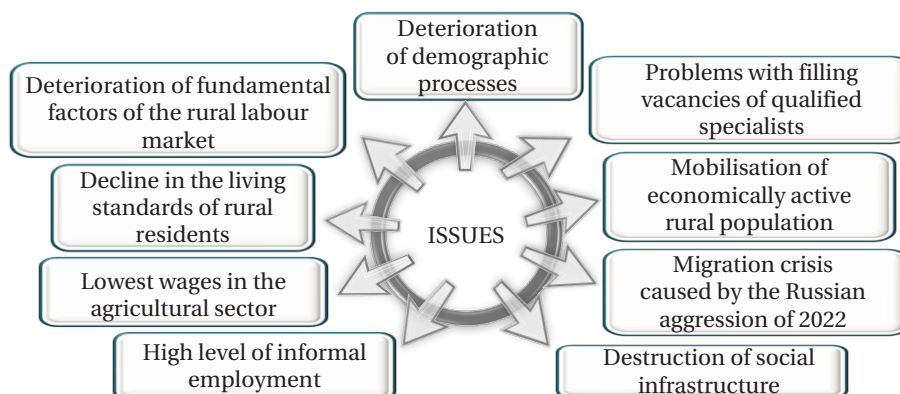 Deterioration
of demographic
processes
Deterioration of fundamental
factors of the rural labour
market
Problems with filling
vacancies of qualified
specialists
Decline in the living
standards of rural
residents
Mobilisation of
economically active
rural population
ISSUES
Lowest wages in the
agricultural sector
Migration crisis
caused by the Russian
aggression of 2022
High level of informal
employment
Destruction of social
infrastructure